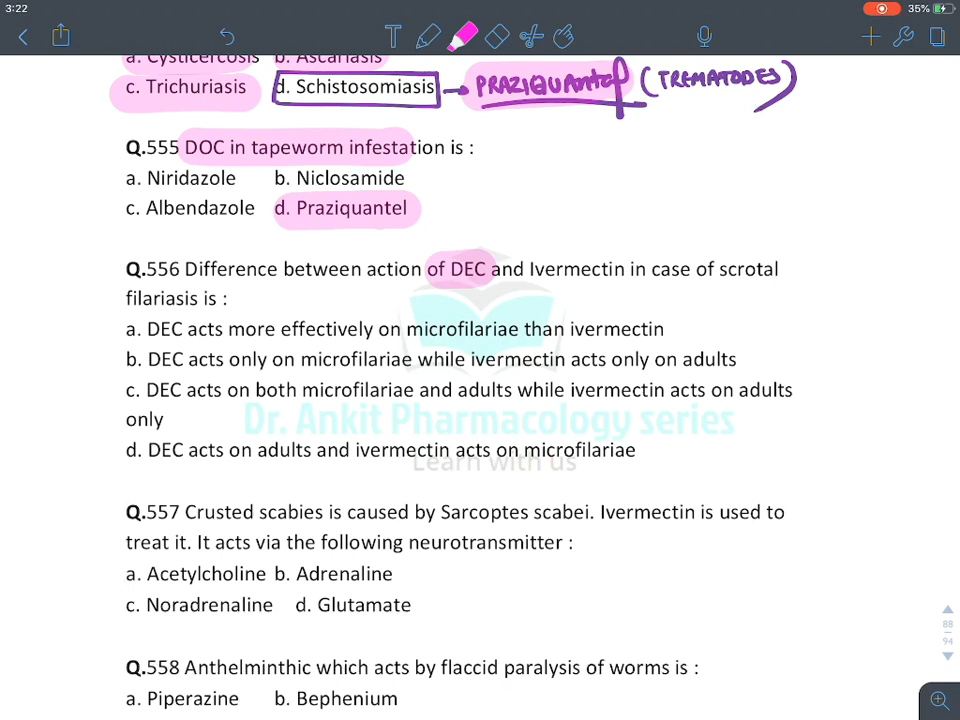 3:22
35%
a. Cysticercosis b. Ascariasis
c. Trichuriasis d. Schistosomiasis → PRAZIQUANTEL (TREMATODES)
Q.555 DOC in tapeworm infestation is :
a. Niridazole b. Niclosamide
c. Albendazole d. Praziquantel
Q.556 Difference between action of DEC and Ivermectin in case of scrotal
filariasis is :
a. DEC acts more effectively on microfilariae than ivermectin
b. DEC acts only on microfilariae while ivermectin acts only on adults
c. DEC acts on both microfilariae and adults while ivermectin acts on adults
only
Dr. Ankit Pharmacology series
d. DEC acts on adults and ivermectin acts on microfilariae
Learn with us
Q.557 Crusted scabies is caused by Sarcoptes scabei. Ivermectin is used to
treat it. It acts via the following neurotransmitter :
a. Acetylcholine b. Adrenaline
c. Noradrenaline d. Glutamate
88
94
Q.558 Anthelminthic which acts by flaccid paralysis of worms is :
a. Piperazine b. Bephenium